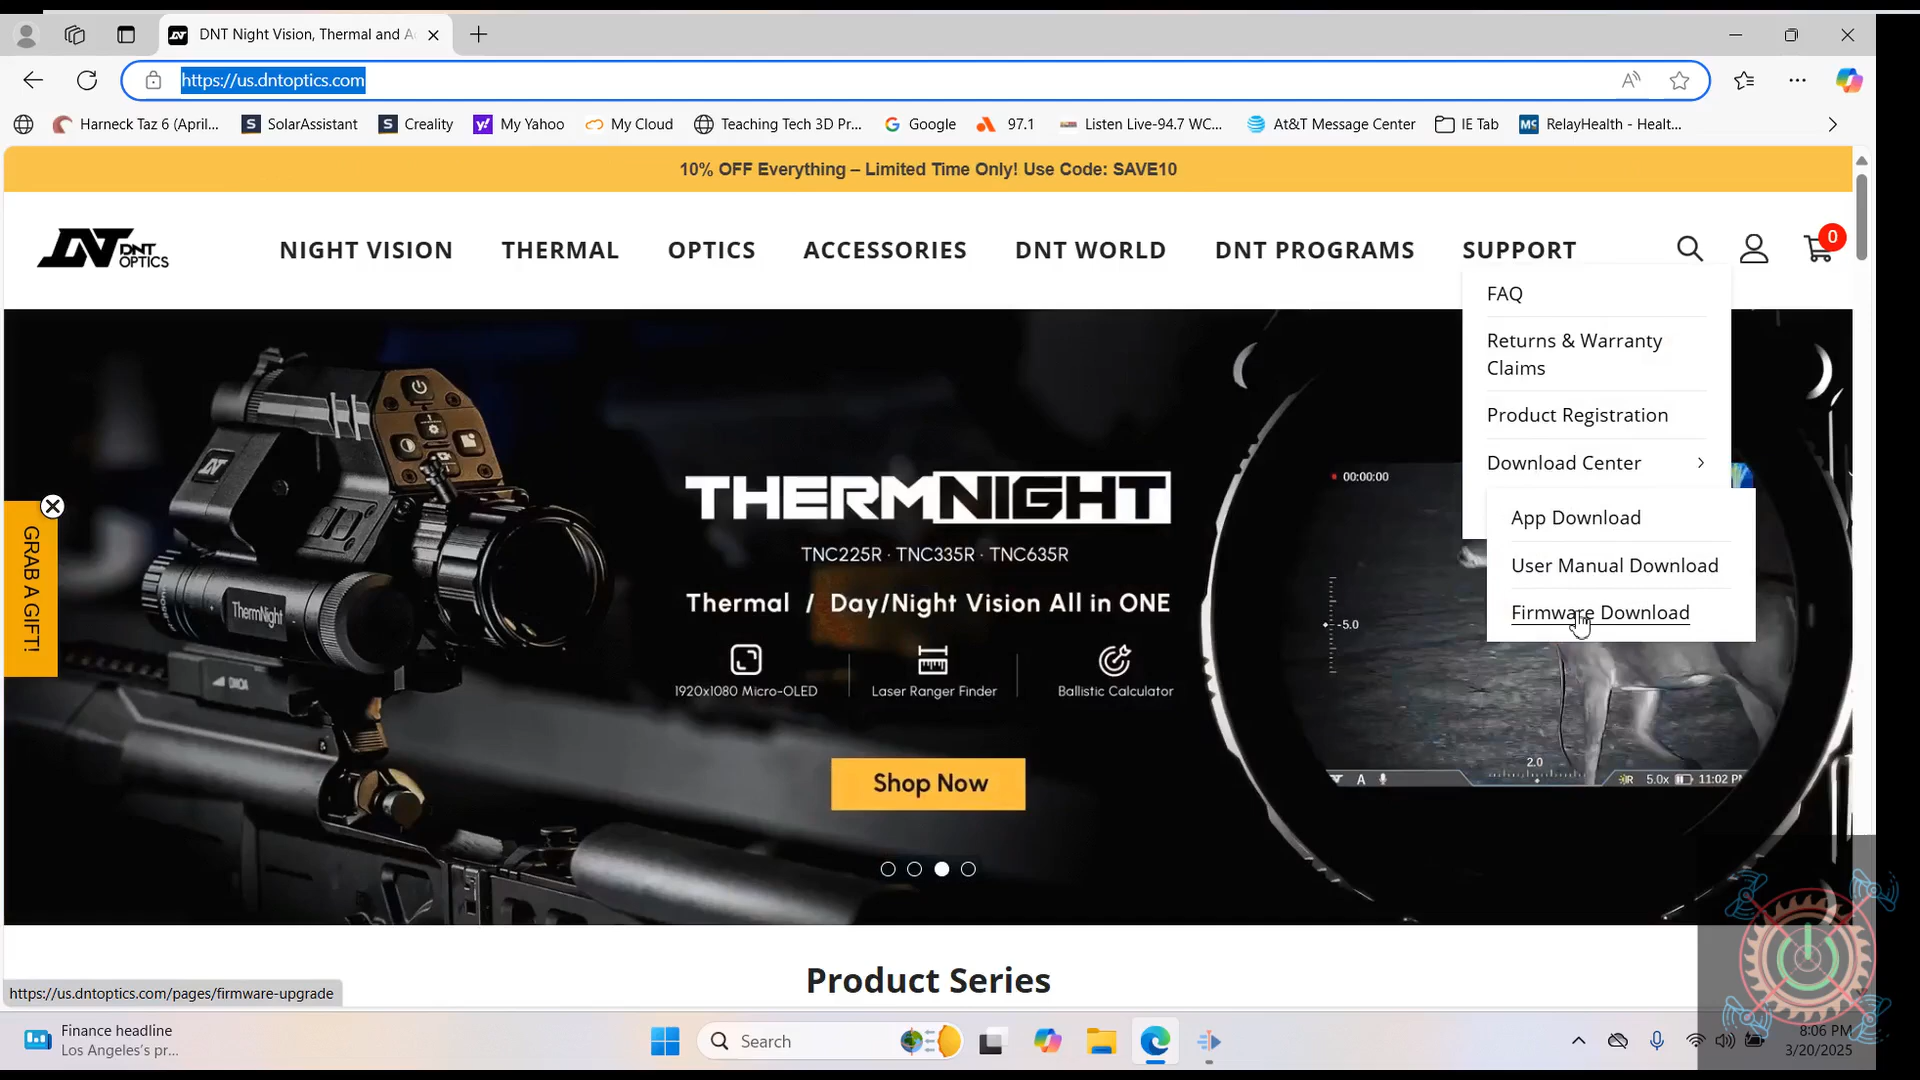 DNT Night Vision, Thermal and A
https://us.dntoptics.com
Harneck Taz 6 (April...
SolarAssistant
Creality
My Yahoo
My Cloud
Teaching Tech 3D Pr...
Google
97.1
Listen Live-94.7 WC...
At&T Message Center
IE Tab
RelayHealth - Healt...
10% OFF Everything – Limited Time Only! Use Code: SAVE10
DNT OPTICS
NIGHT VISION
THERMAL
OPTICS
ACCESSORIES
DNT WORLD
DNT PROGRAMS
SUPPORT
0
FAQ
Returns & Warranty
Claims
Product Registration
Download Center
App Download
User Manual Download
Firmware Download
GRAB A GIFT!
THERMNIGHT
TNC225R · TNC335R · TNC635R
Thermal / Day/Night Vision All in ONE
1920x1080 Micro-OLED
Laser Ranger Finder
Ballistic Calculator
Shop Now
ThermNight
00:00:00
-5.0
2.0
A
IR 5.0x 11:02 PM
Product Series
https://us.dntoptics.com/pages/firmware-upgrade
Finance headline
Los Angeles's pr...
Search
8:06 PM
3/20/2025